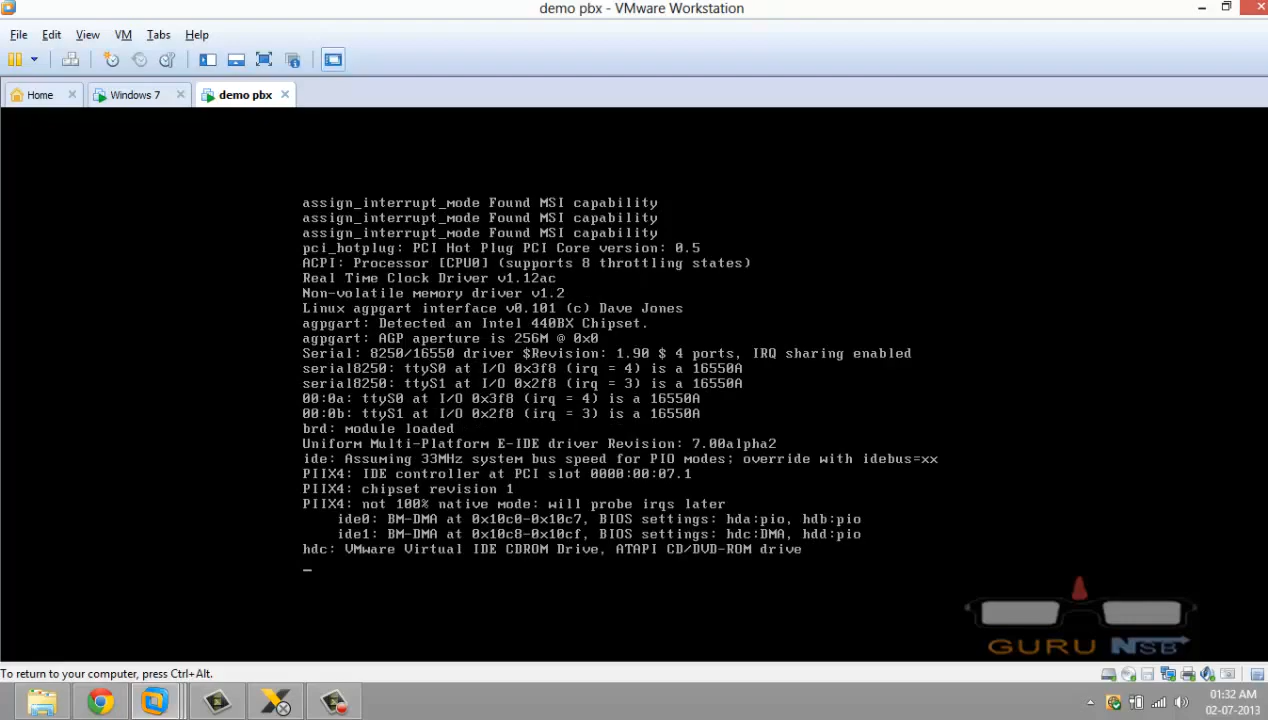 demo pbx - VMware Workstation
File Edit View VM Tabs Help
Home Windows 7 demo pbx
assign_interrupt_mode Found MSI capability
assign_interrupt_mode Found MSI capability
assign_interrupt_mode Found MSI capability
pci_hotplug: PCI Hot Plug PCI Core version: 0.5
ACPI: Processor [CPU0] (supports 8 throttling states)
Real Time Clock Driver v1.12ac
Non-volatile memory driver v1.2
Linux agpgart interface v0.101 (c) Dave Jones
agpgart: Detected an Intel 440BX Chipset.
agpgart: AGP aperture is 256M @ 0x0
Serial: 8250/16550 driver $Revision: 1.90 $ 4 ports, IRQ sharing enabled
serial8250: ttyS0 at I/O 0x3f8 (irq = 4) is a 16550A
serial8250: ttyS1 at I/O 0x2f8 (irq = 3) is a 16550A
00:0a: ttyS0 at I/O 0x3f8 (irq = 4) is a 16550A
00:0b: ttyS1 at I/O 0x2f8 (irq = 3) is a 16550A
brd: module loaded
Uniform Multi-Platform E-IDE driver Revision: 7.00alpha2
ide: Assuming 33MHz system bus speed for PIO modes; override with idebus=xx
PIIX4: IDE controller at PCI slot 0000:00:07.1
PIIX4: chipset revision 1
PIIX4: not 100% native mode: will probe irqs later
ide0: BM-DMA at 0x10c0-0x10c7, BIOS settings: hda:pio, hdb:pio
ide1: BM-DMA at 0x10c8-0x10cf, BIOS settings: hdc:DMA, hdd:pio
hdc: VMware Virtual IDE CDROM Drive, ATAPI CD/DVD-ROM drive
_
GURU NSB
To return to your computer, press Ctrl+Alt.
01:32 AM
02-07-2013